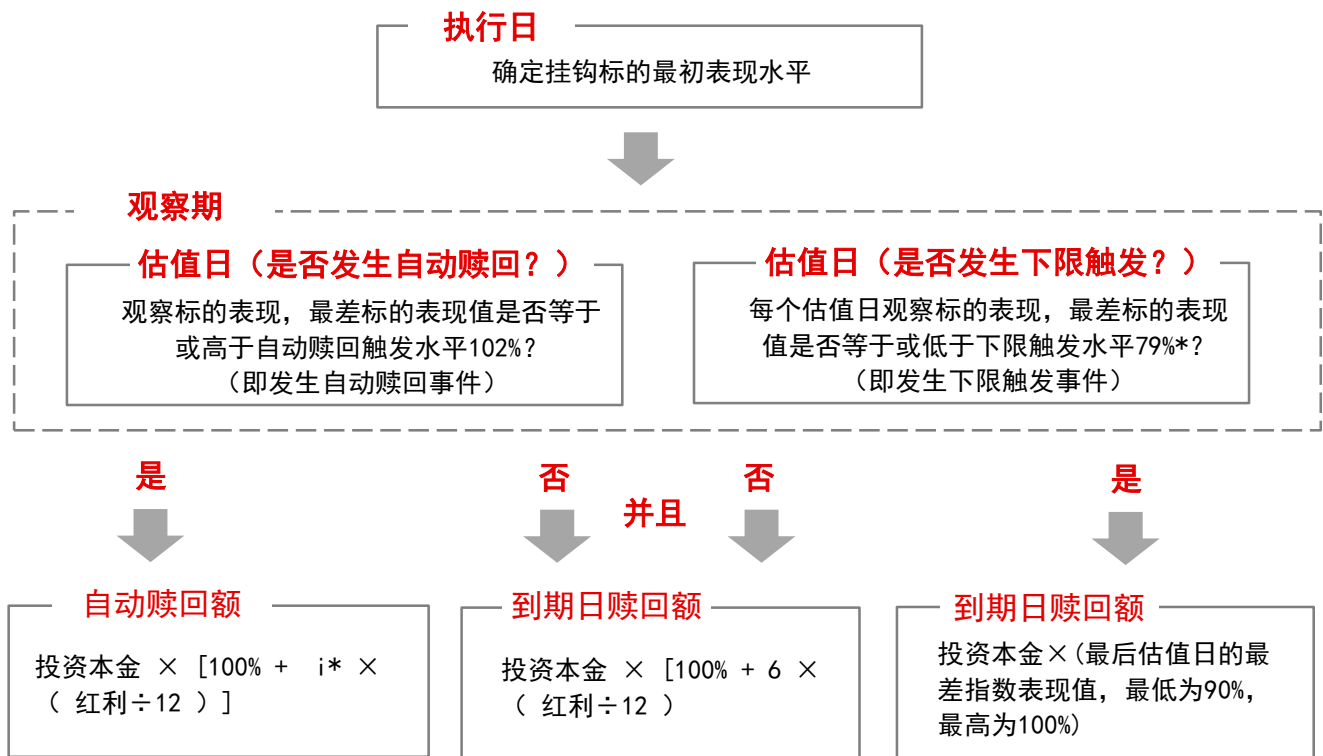 执行日
确定挂钩标的最初表现水平
观察期
估值日（是否发生自动赎回？）
观察标的表现，最差标的表现值是否等于
或高于自动赎回触发水平102%？
（即发生自动赎回事件）
估值日（是否发生下限触发？）
每个估值日观察标的表现，最差标的表现
值是否等于或低于下限触发水平79%*？
（即发生下限触发事件）
是
否
并且
否
是
自动赎回额
投资本金 × [100% + i* ×
（ 红利÷12 ）]
到期日赎回额
投资本金 × [100% + 6 ×
（ 红利÷12 ）
到期日赎回额
投资本金×(最后估值日的最
差指数表现值，最低为90%，
最高为100%)